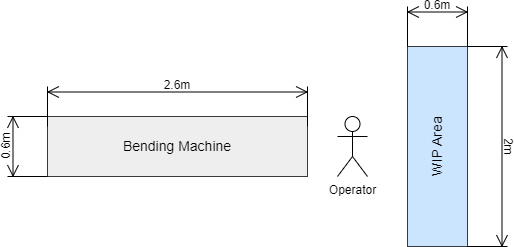 0.6m
2.6m
0.6m
Bending Machine
Operator
WIP Area
2m